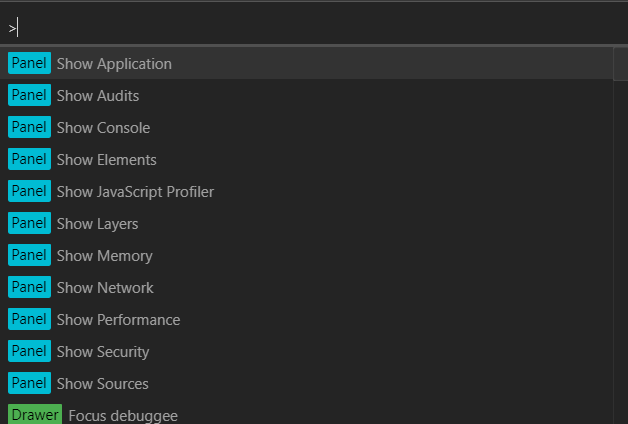 >
Panel Show Application
Panel Show Audits
Panel Show Console
Panel Show Elements
Panel Show JavaScript Profiler
Panel Show Layers
Panel Show Memory
Panel Show Network
Panel Show Performance
Panel Show Security
Panel Show Sources
Drawer Focus debuggee